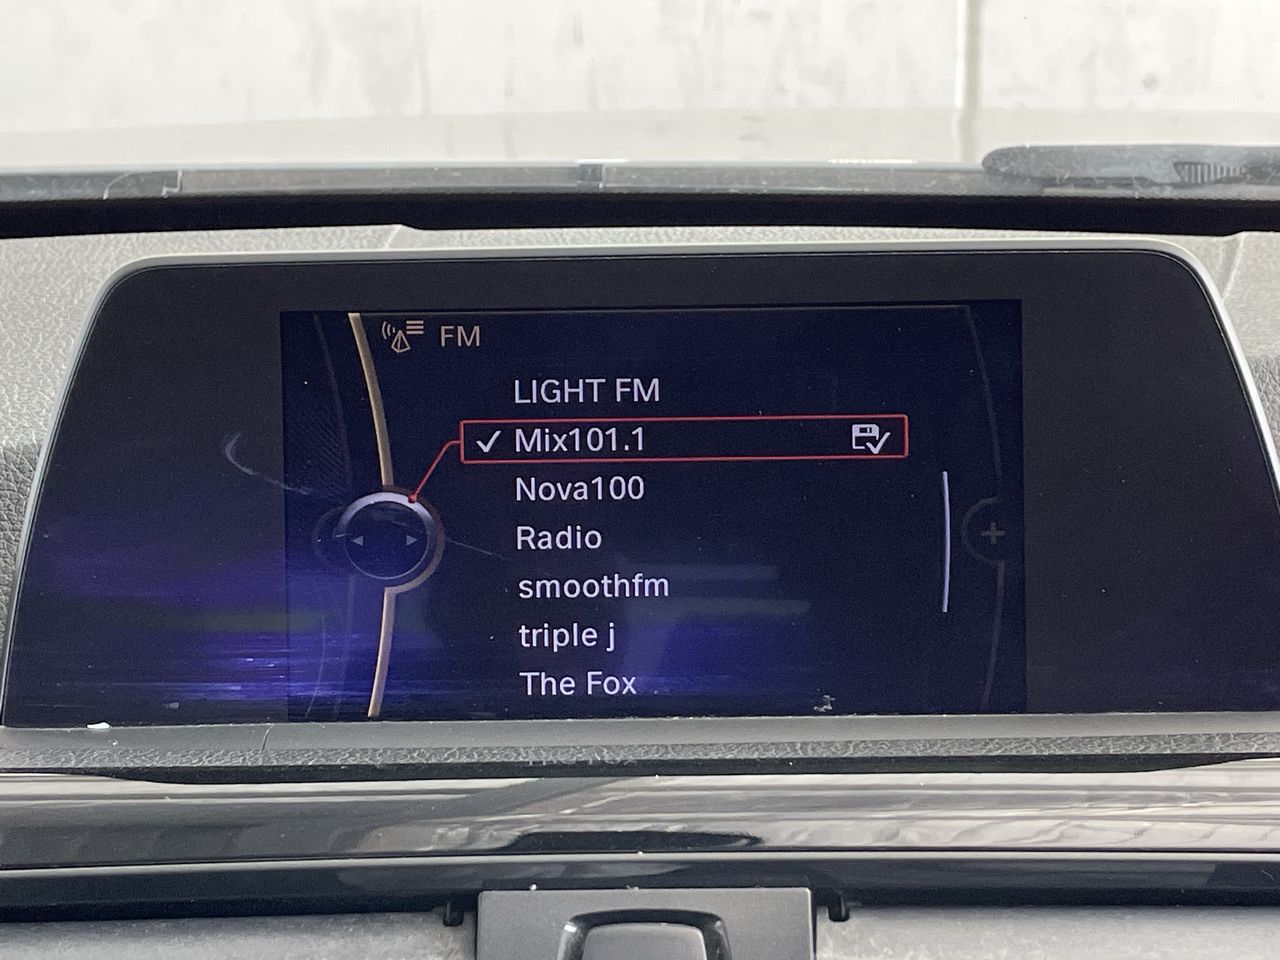 FM
LIGHT FM
Mix101.1
Nova100
Radio
smoothfm
triple j
The Fox